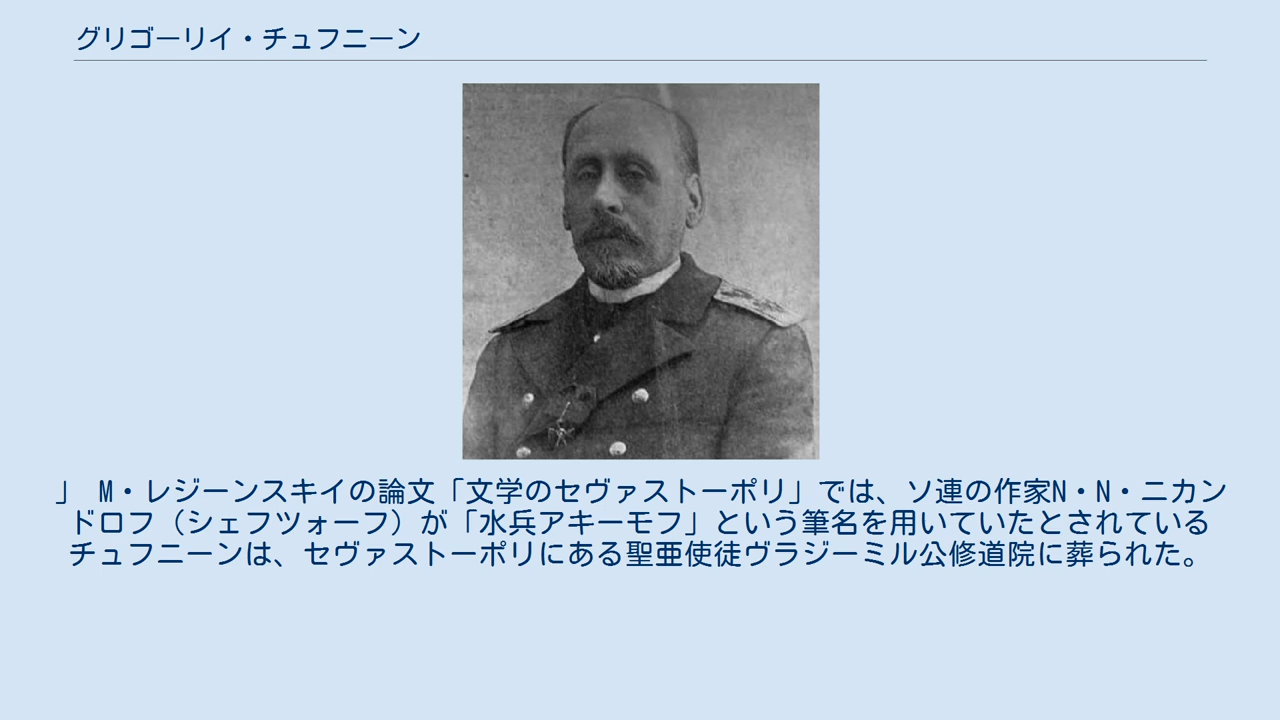 グリゴーリイ・チュフニーン
」 M・レジーンスキイの論文「文学のセヴァストーポリ」では、ソ連の作家N・N・ニカン
ドロフ（シェフツォーフ）が「水兵アキーモフ」という筆名を用いていたとされている
チュフニーンは、セヴァストーポリにある聖亜使徒ヴラジーミル公修道院に葬られた。